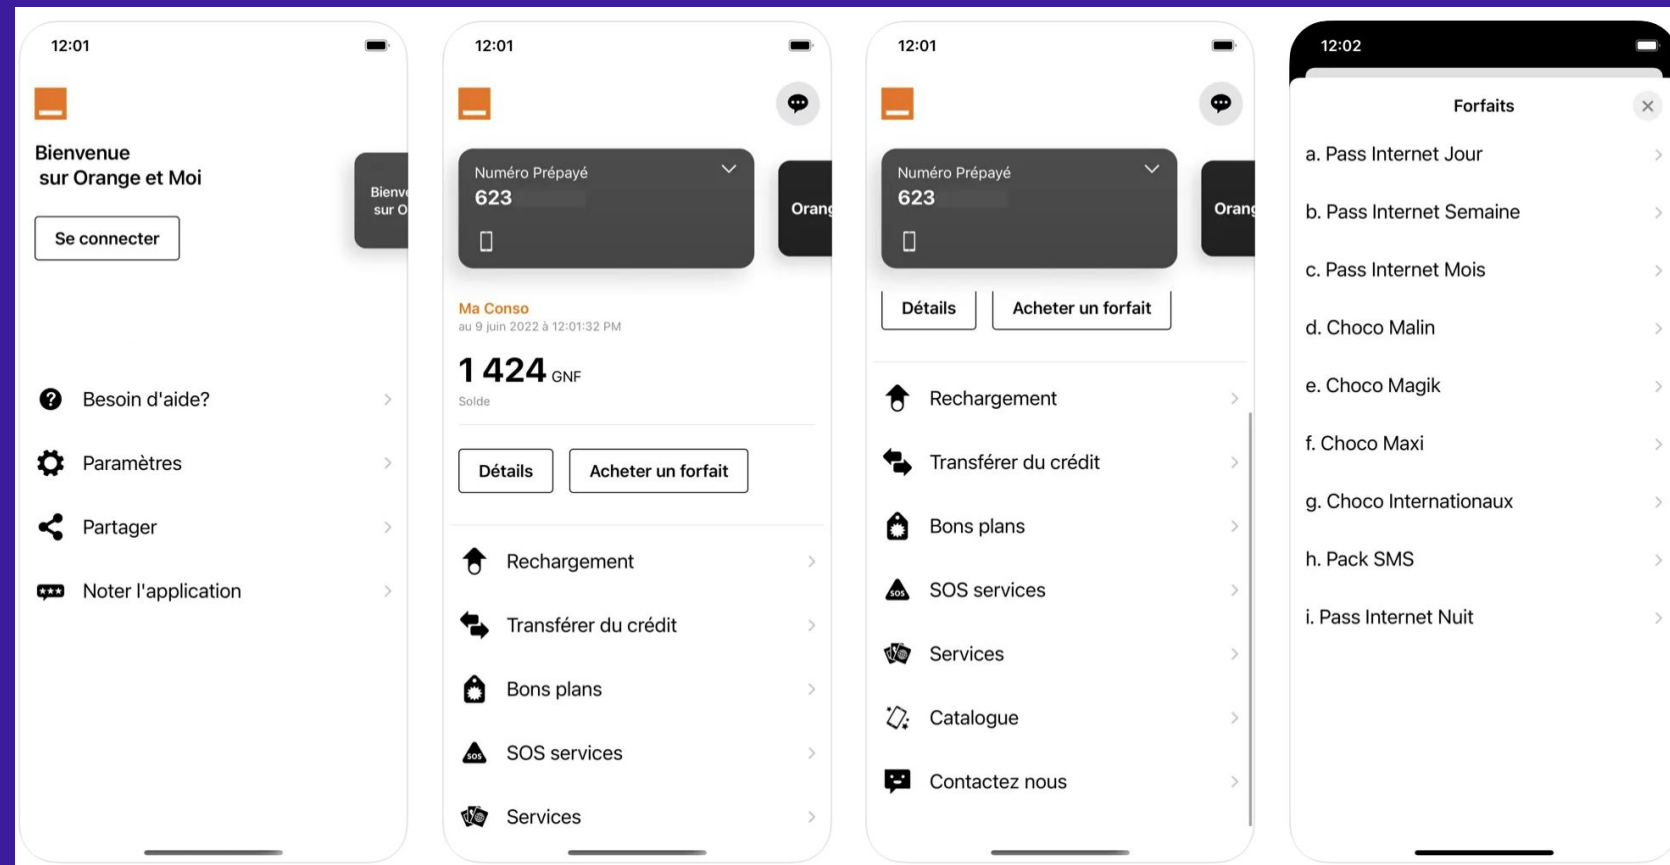 12:01
Bienvenue
sur Orange et Moi
Se connecter
Bienve
sur O
Besoin d'aide?
Paramètres
Partager
Noter l'application
12:01
Numéro Prépayé
623
Orang
Ma Conso
au 9 juin 2022 à 12:01:32 PM
1 424 GNF
Solde
Détails
Acheter un forfait
Rechargement
Transférer du crédit
Bons plans
SOS
SOS services
Services
12:01
Numéro Prépayé
623
Orang
Détails
Acheter un forfait
Rechargement
Transférer du crédit
Bons plans
SOS
SOS services
Services
Catalogue
Contactez nous
12:02
Forfaits
a. Pass Internet Jour
b. Pass Internet Semaine
c. Pass Internet Mois
d. Choco Malin
e. Choco Magik
f. Choco Maxi
g. Choco Internationaux
h. Pack SMS
i. Pass Internet Nuit